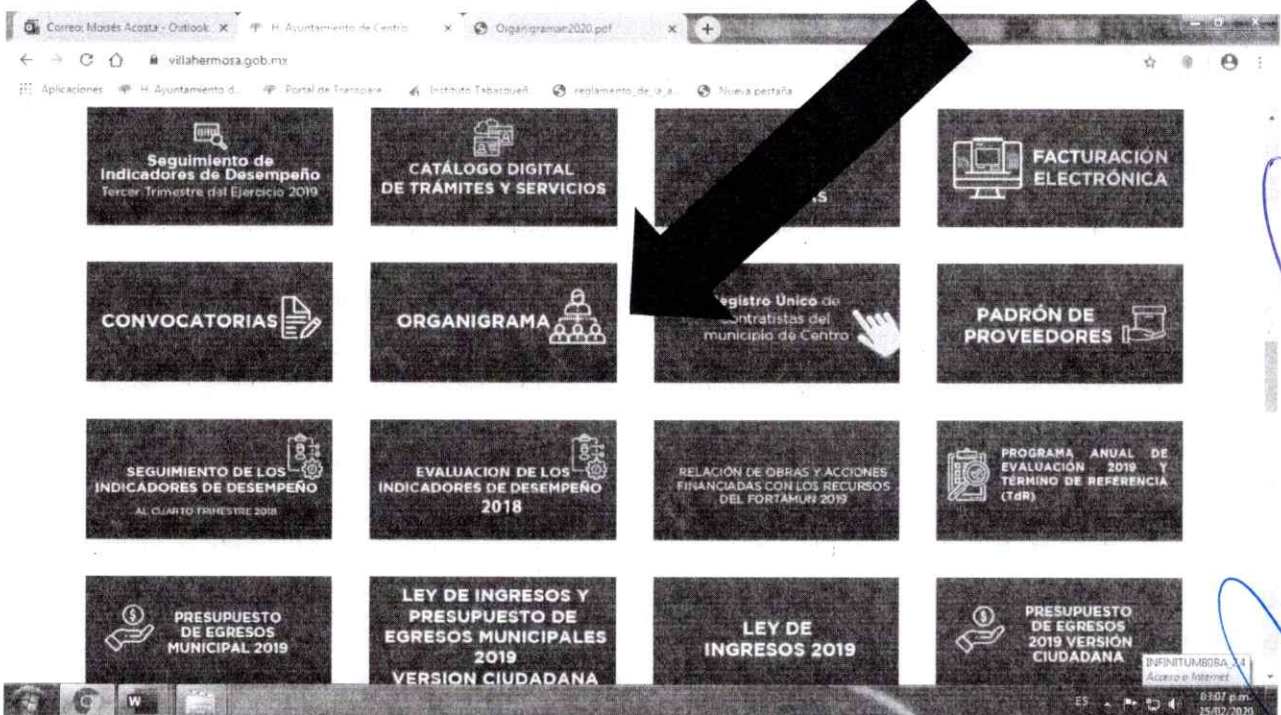 Correo: Moisés Acosta - Outlook
H. Ayuntamiento de Centro
Organigrama2020.pdf
villahermosa.gob.mx
Aplicaciones
H. Ayuntamiento d...
Portal de Transpare
Instituto Tabasqueñ
reglamento_de_la_a...
Nueva pestaña
Seguimiento de
Indicadores de Desempeño
Tercer Trimestre del Ejercicio 2019
CATÁLOGO DIGITAL
DE TRÁMITES Y SERVICIOS
FACTURACIÓN
ELECTRÓNICA
CONVOCATORIAS
ORGANIGRAMA
egistro Único de
contratistas del
municipio de Centro
PADRÓN DE
PROVEEDORES
SEGUIMIENTO DE LOS
INDICADORES DE DESEMPEÑO
AL CUARTO TRIMESTRE 2018
EVALUACION DE LOS
INDICADORES DE DESEMPEÑO
2018
RELACIÓN DE OBRAS Y ACCIONES
FINANCIADAS CON LOS RECURSOS
DEL FORTAMUN 2019
PROGRAMA ANUAL DE
EVALUACIÓN 2019 Y
TÉRMINO DE REFERENCIA
(TdR)
PRESUPUESTO
DE EGRESOS
MUNICIPAL 2019
LEY DE INGRESOS Y
PRESUPUESTO DE
EGRESOS MUNICIPALES
2019
VERSION CIUDADANA
LEY DE
INGRESOS 2019
PRESUPUESTO
DE EGRESOS
2019 VERSIÓN
CIUDADANA
Acceso a Internet
ES
03:07 p.m.
25/02/2020